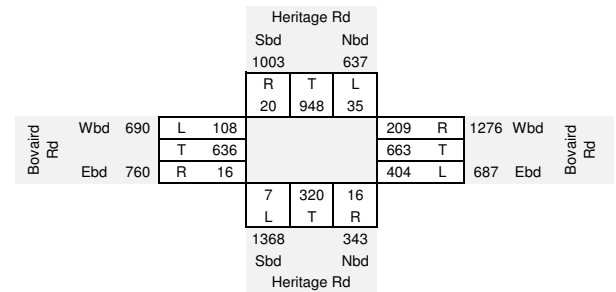 Heritage Rd
Sbd Nbd
1003 637
R T L
20 948 35
Bovaird Rd
Wbd 690 L 108 209 R 1276 Wbd
T 636 663 T
Ebd 760 R 16 404 L 687 Ebd
Bovaird Rd
7 320 16
L T R
1368 343
Sbd Nbd
Heritage Rd